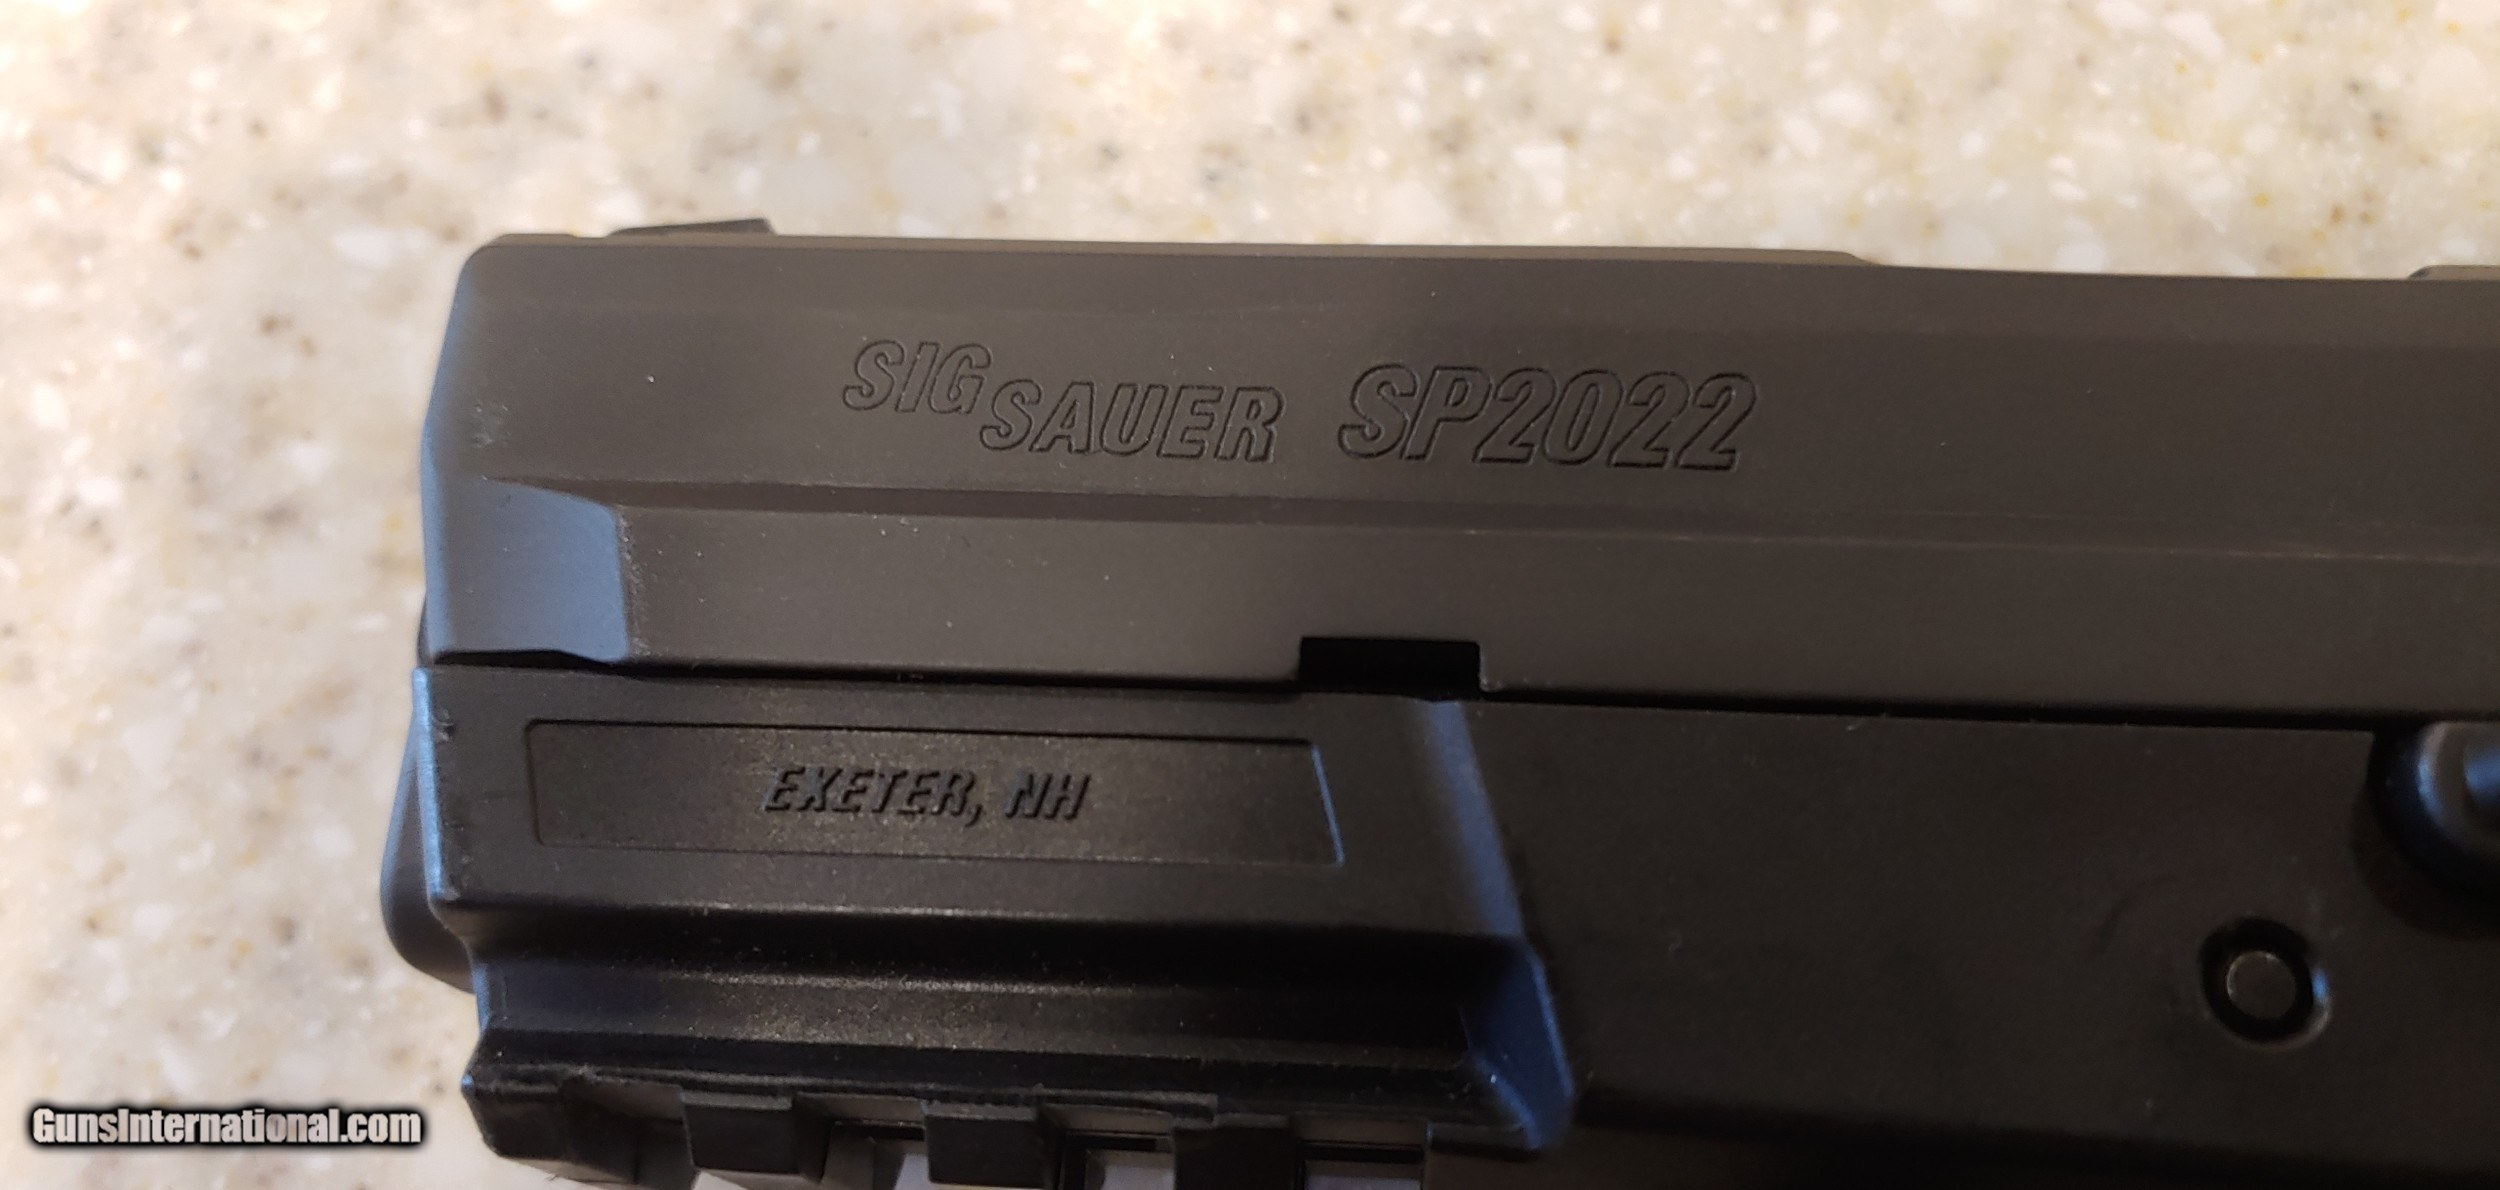 SIG SAUER SP2022
EXETER, NH
GunsInternational.com